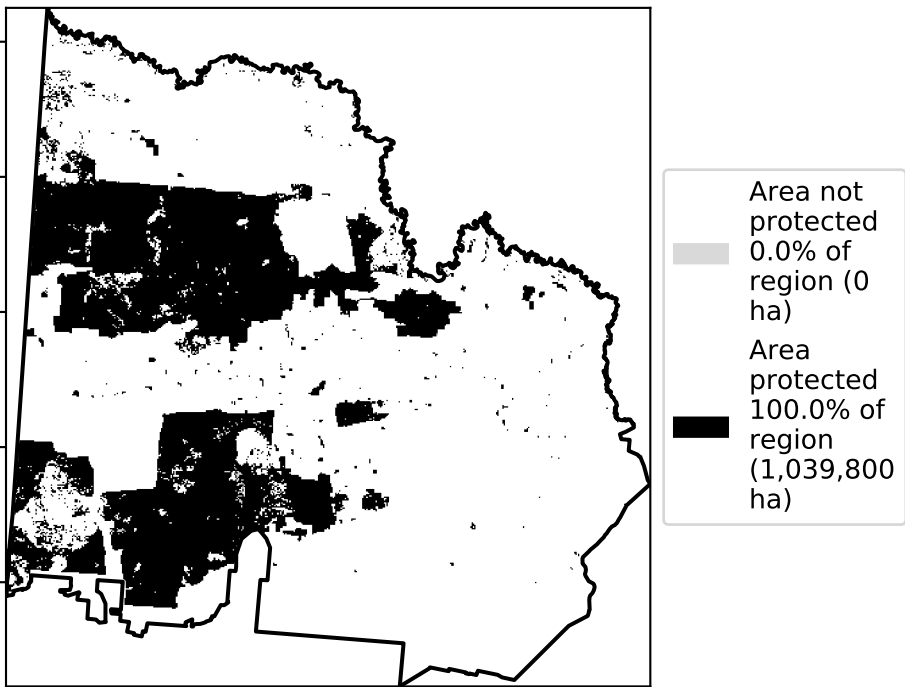 Area not
protected
0.0% of
region (0
ha)
Area
protected
100.0% of
region
(1,039,800
ha)